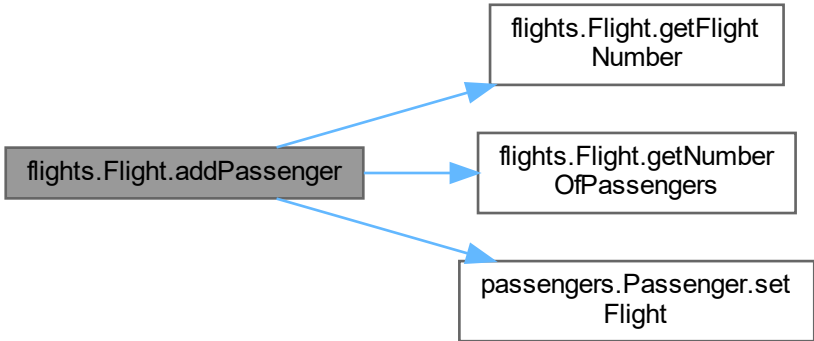 flights.Flight.getFlight
Number
flights.Flight.addPassenger
flights.Flight.getNumber
OfPassengers
passengers.Passenger.set
Flight